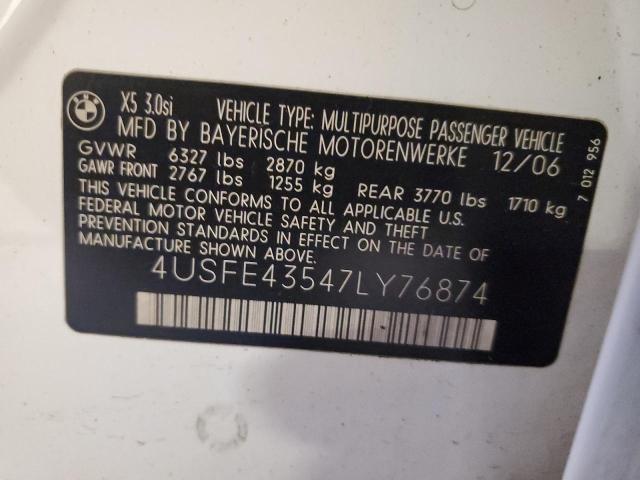 BMW
X5 3.0si VEHICLE TYPE: MULTIPURPOSE PASSENGER VEHICLE
MFD BY BAYERISCHE MOTORENWERKE 12/06
GVWR 6327 lbs 2870 kg
GAWR FRONT 2767 lbs 1255 kg REAR 3770 lbs 1710 kg
THIS VEHICLE CONFORMS TO ALL APPLICABLE U.S.
FEDERAL MOTOR VEHICLE SAFETY AND THEFT
PREVENTION STANDARDS IN EFFECT ON THE DATE OF
MANUFACTURE SHOWN ABOVE.
4USFE43547LY76874
7 012 956